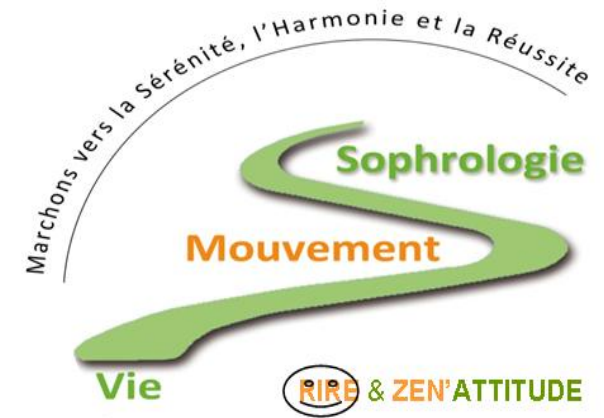 Marchons vers la Sérénité, l'Harmonie et la Réussite
Sophrologie
Mouvement
Vie
RIRE & ZEN'ATTITUDE